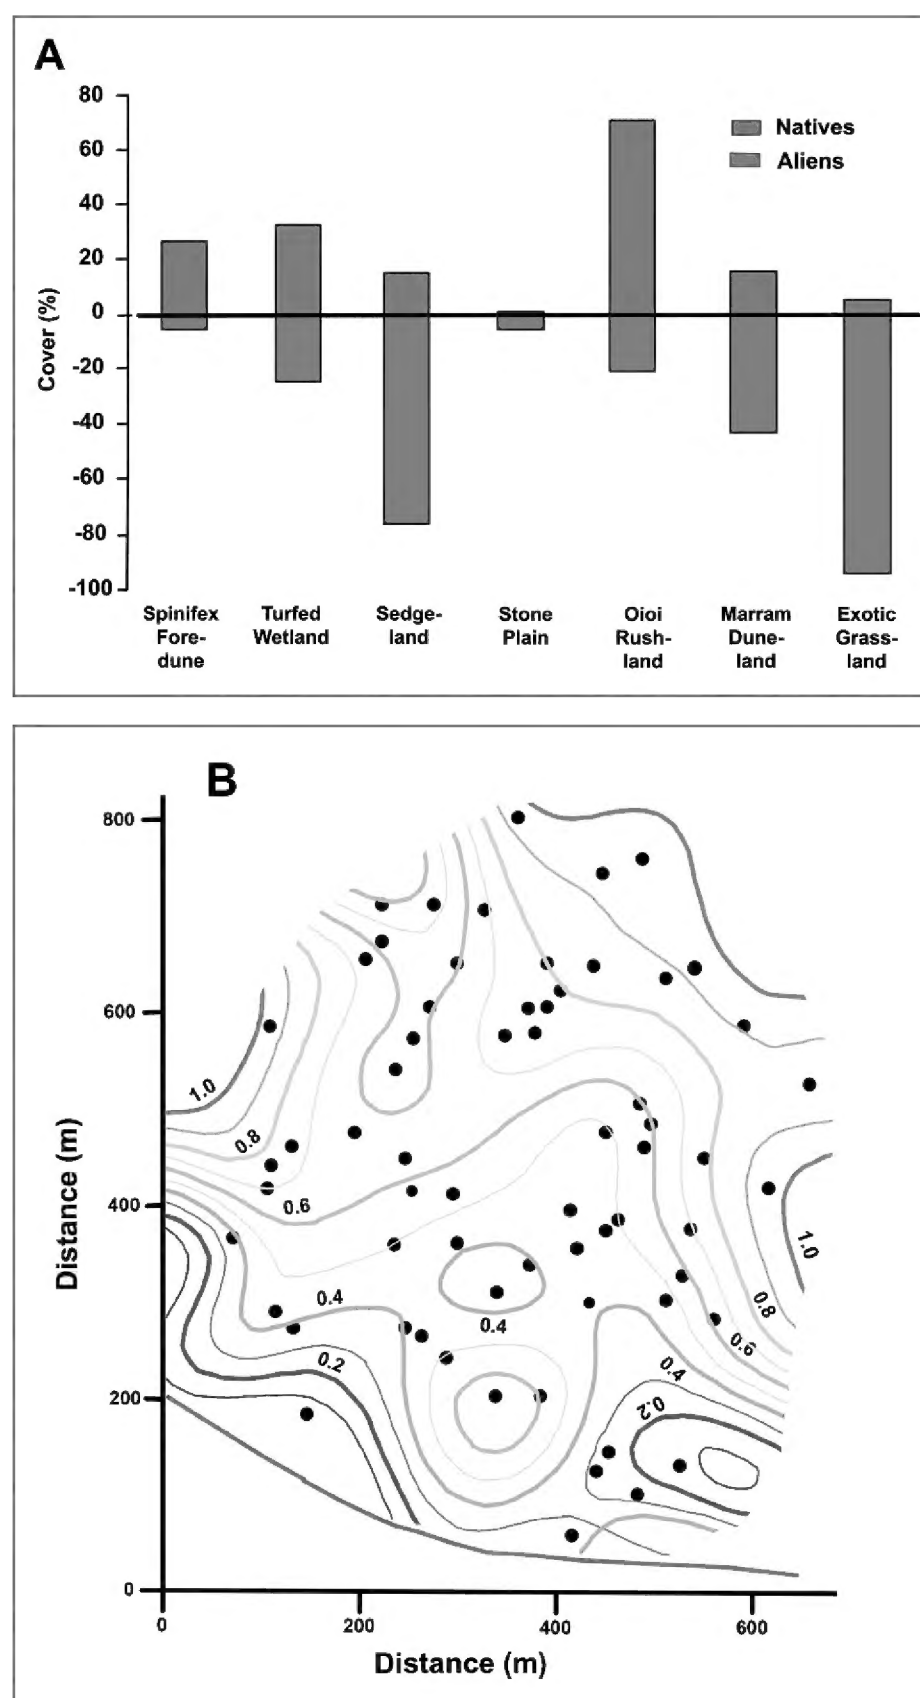 A
80
60
40
20
0
-20
-40
-60
-80
-100
Cover (%)
Natives
Aliens
Spinifex
Fore-
dune
Turfed
Wetland
Sedge-
land
Stone
Plain
Oioi
Rush-
land
Marram
Dune-
land
Exotic
Grass-
land
B
800
600
400
200
0
Distance (m)
1.0
0.8
0.6
0.4
0.2
0.4
1.0
0.8
0.6
0.4
0.2
0
200
400
600
Distance (m)